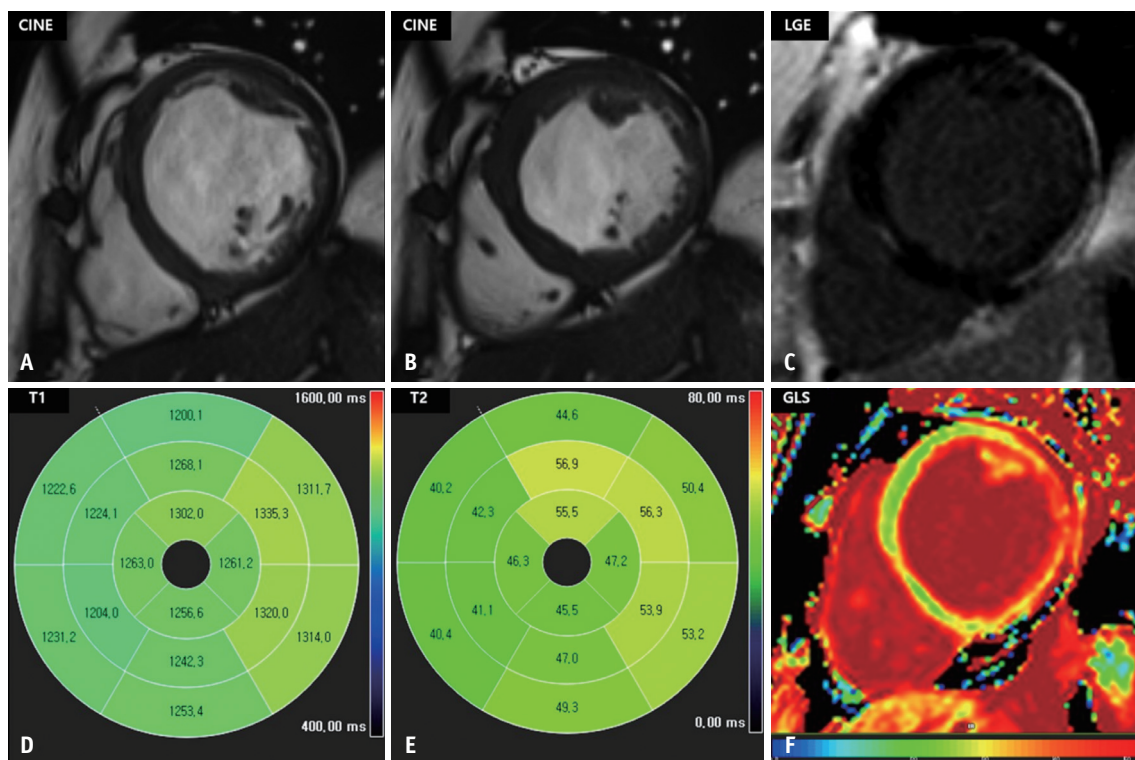 CINE
A
CINE
B
LGE
C
T1
1600,00 ms
1200,1
1268,1
1222,6
1311,7
1224,1
1335,3
1302,0
1263,0
1261,2
1204,0
1256,6
1320,0
1231,2
1314,0
1242,3
1253,4
400,00 ms
D
T2
80,00 ms
44,6
56,9
40,2
50,4
42,3
56,3
55,5
46,3
47,2
41,1
45,5
53,9
40,4
53,2
47,0
49,3
0,00 ms
E
GLS
F